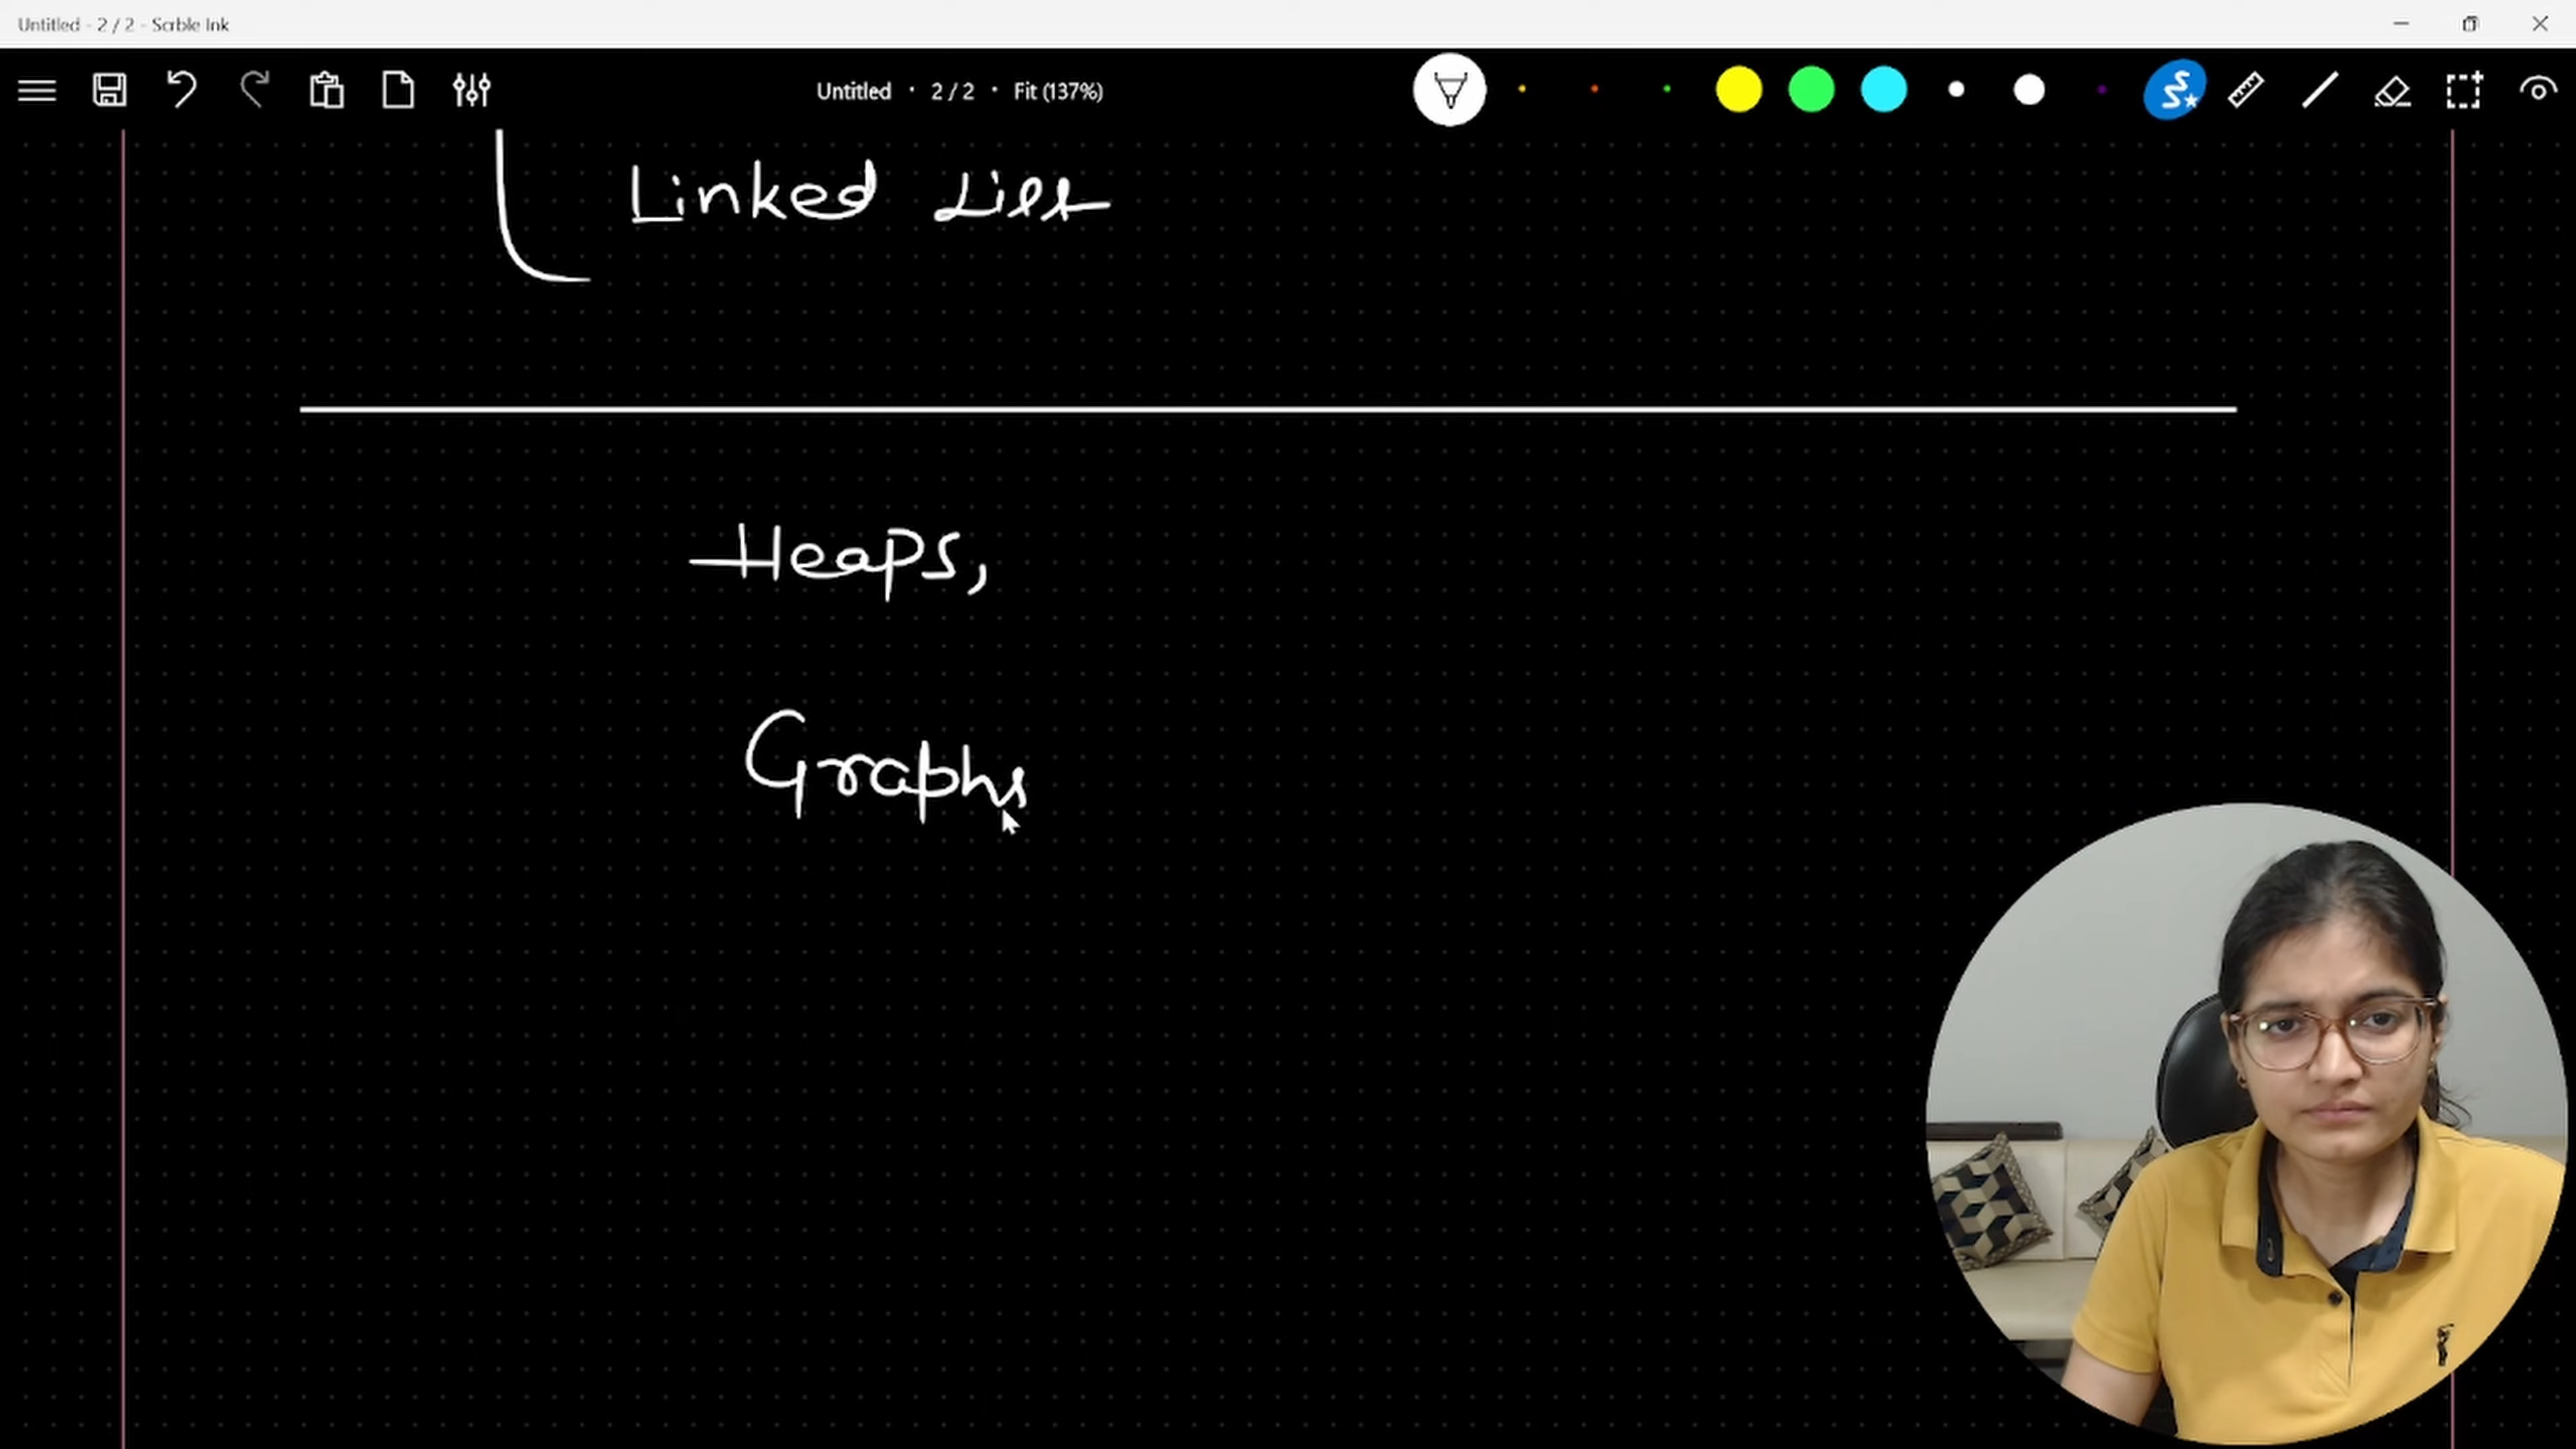 Untitled - 2 / 2 - Scrble Ink
Untitled • 2 / 2 • Fit (137%)
Linked List
Heaps,
Graphs